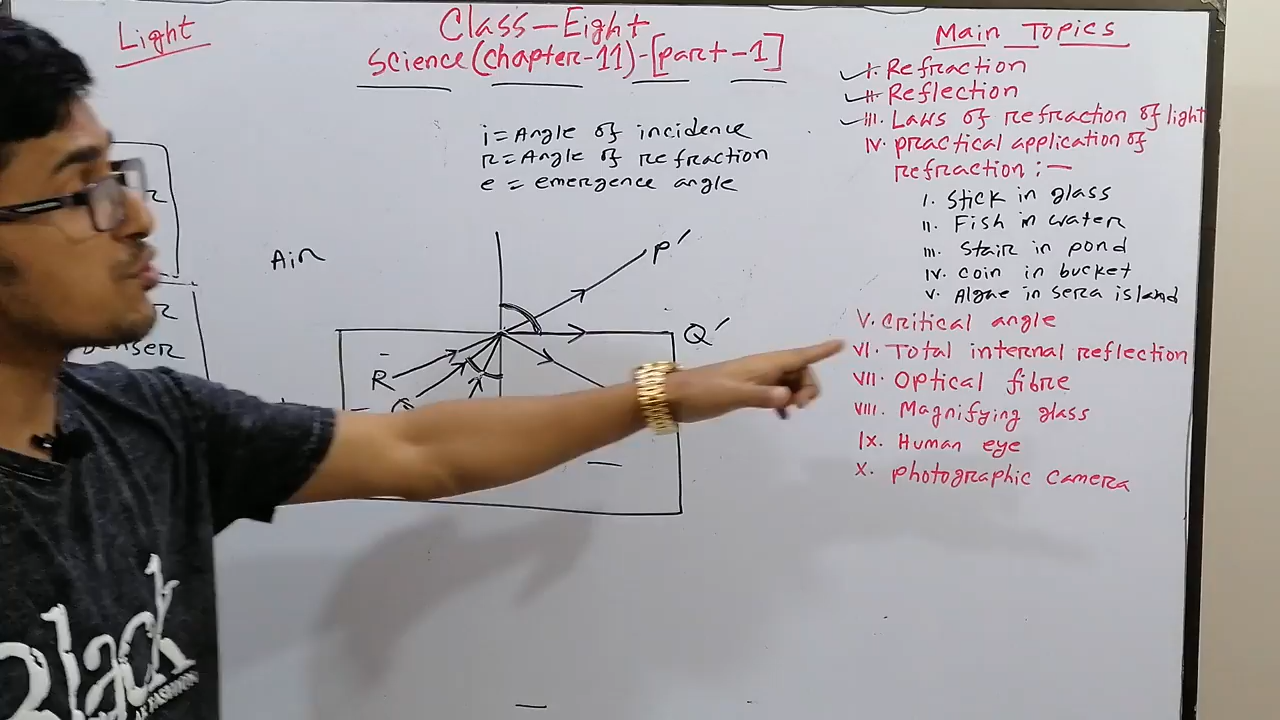 Light
Class-Eight
Science (chapter-11)-[part-1]
i = Angle of incidence
r = Angle of refraction
e = emergence angle
Air
P'
Q'
R
Main Topics
I. Refraction
II. Reflection
III. Laws of refraction of light
IV. practical application of
refraction :-
I. Stick in glass
II. Fish in water
III. Stair in pond
IV. coin in bucket
V. Algae in sera island
V. Critical angle
VI. Total internal reflection
VII. Optical fibre
VIII. Magnifying glass
IX. Human eye
X. photographic camera
Black